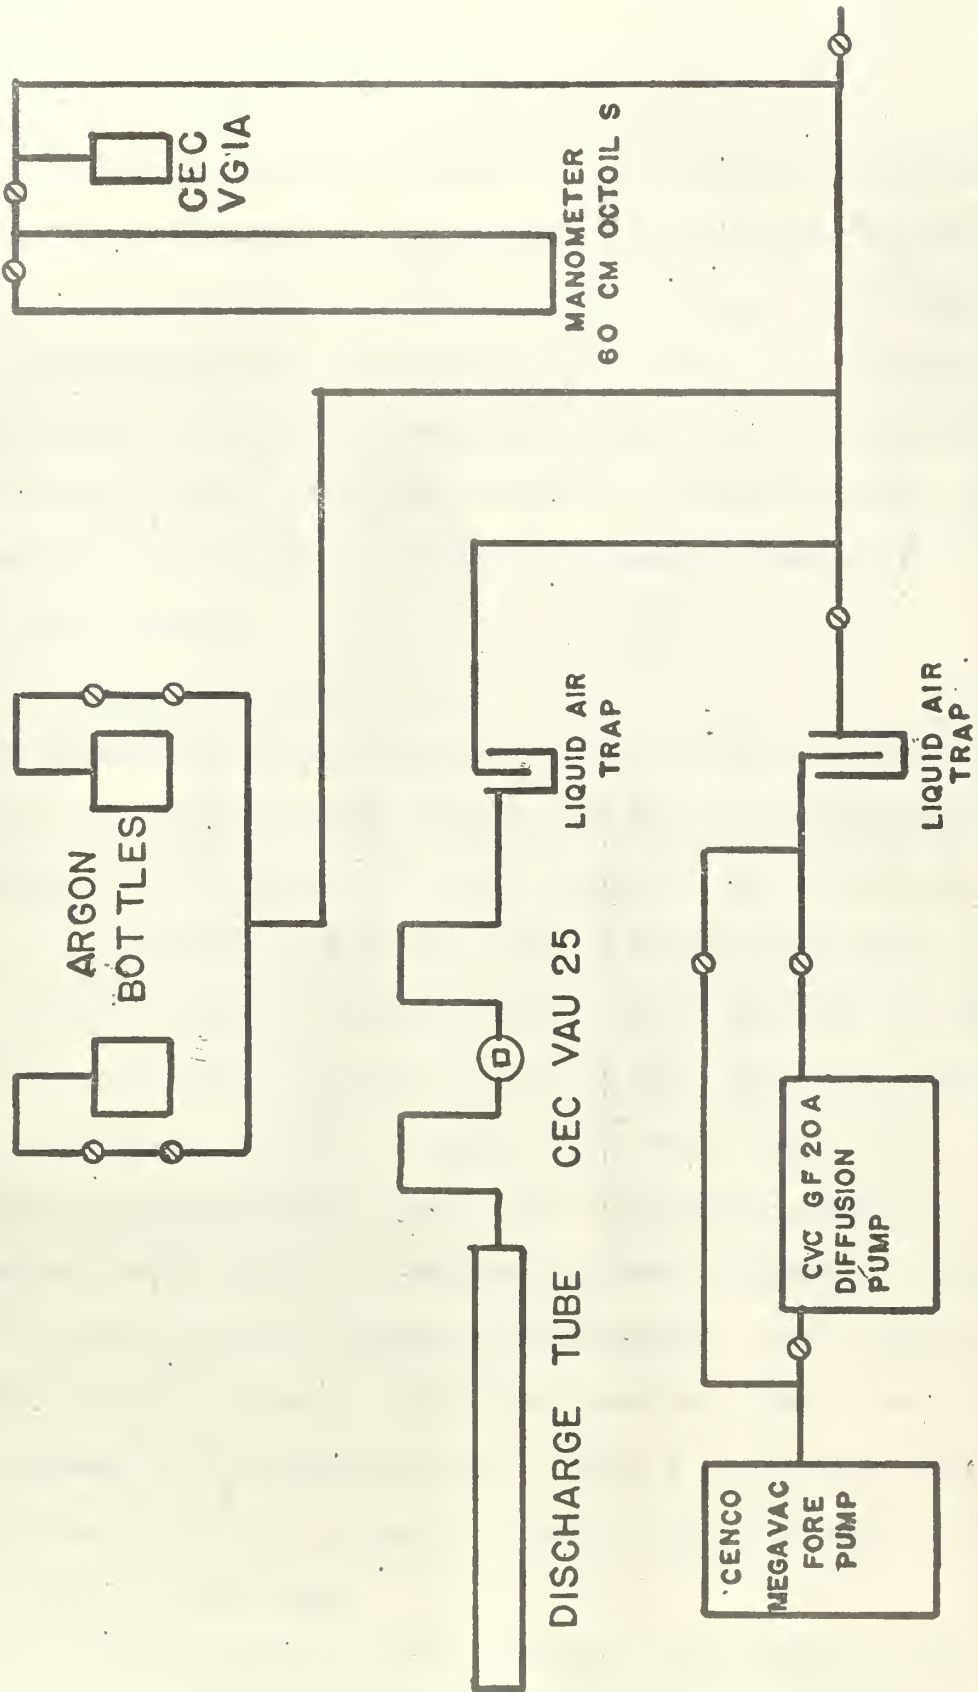 ARGON
BOTTLES
CEC
VG1A
MANOMETER
60 CM OCTOIL S
LIQUID AIR
TRAP
CEC VAU 25
DISCHARGE TUBE
LIQUID AIR
TRAP
CVC GF 20A
DIFFUSION
PUMP
CENCO
MEGAVAC
FORE
PUMP